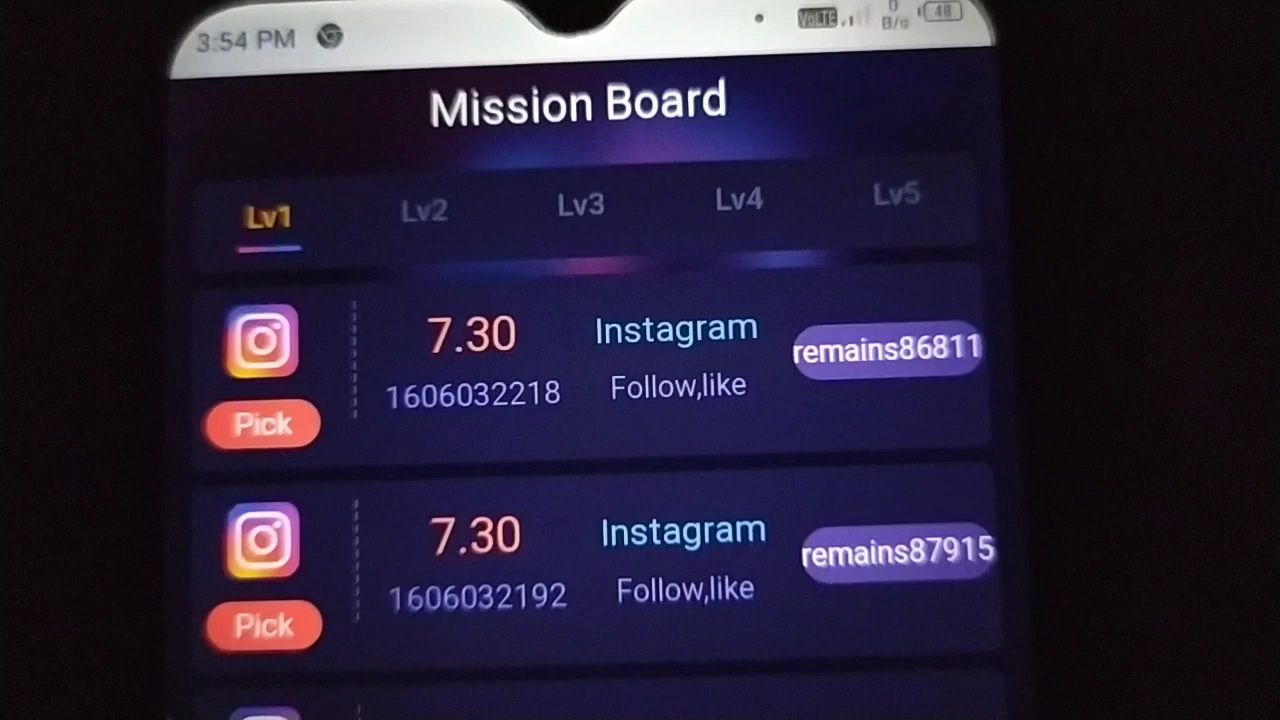 3:54 PM VoLTE 0 B/s 48
Mission Board
Lv1 Lv2 Lv3 Lv4 Lv5
7.30 Instagram remains86811
1606032218 Follow,like
Pick
7.30 Instagram remains87915
1606032192 Follow,like
Pick